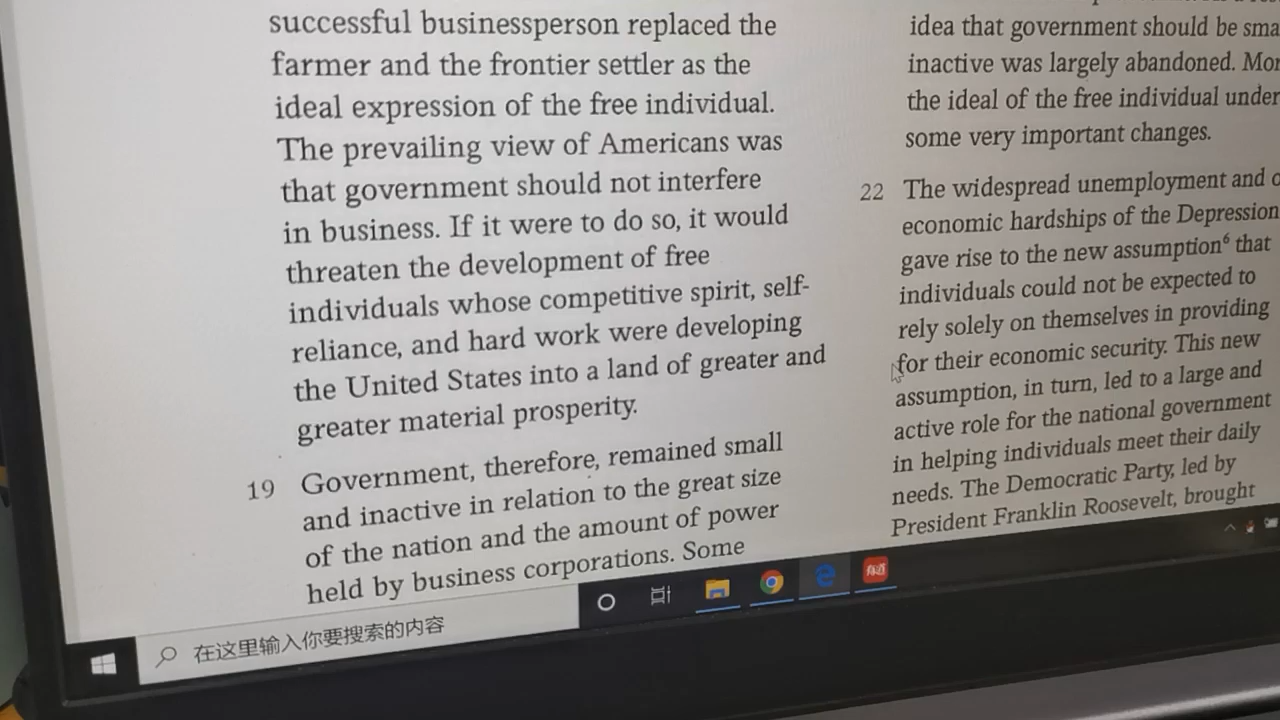 successful businessperson replaced the
farmer and the frontier settler as the
ideal expression of the free individual.
The prevailing view of Americans was
that government should not interfere
in business. If it were to do so, it would
threaten the development of free
individuals whose competitive spirit, self-
reliance, and hard work were developing
the United States into a land of greater and
greater material prosperity.
19 Government, therefore, remained small
and inactive in relation to the great size
of the nation and the amount of power
held by business corporations. Some
idea that government should be
inactive was largely abandoned.
the ideal of the free individual
some very important changes.
22 The widespread unemployment and
economic hardships of the Depression
gave rise to the new assumption⁶ that
individuals could not be expected to
rely solely on themselves in providing
for their economic security. This new
assumption, in turn, led to a large and
active role for the national government
in helping individuals meet their daily
needs. The Democratic Party, led by
President Franklin Roosevelt, brought
在这里输入你要搜索的内容
有道